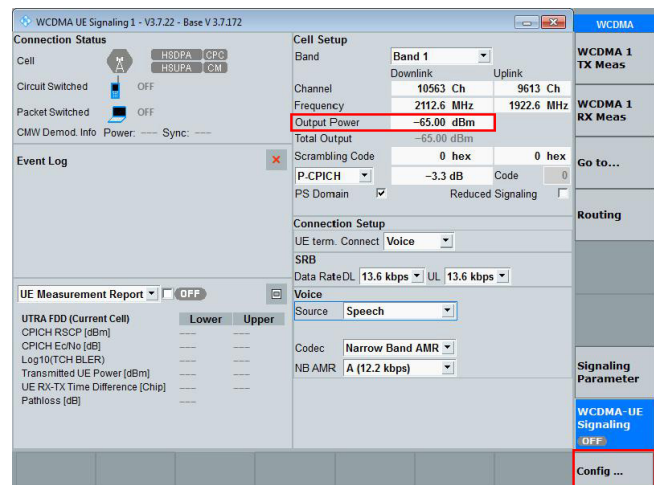 WCDMA UE Signaling 1 - V3.7.22 - Base V 3.7.172
WCDMA
Connection Status
Cell
HSDPA CPC
HSUPA CM
Circuit Switched OFF
Packet Switched OFF
CMW Demod. Info Power: --- Sync: ---
Event Log
UE Measurement Report OFF
UTRA FDD (Current Cell) Lower Upper
CPICH RSCP [dBm] --- ---
CPICH Ec/No [dB] --- ---
Log10(TCH BLER) --- ---
Transmitted UE Power [dBm] --- ---
UE RX-TX Time Difference [Chip] --- ---
Pathloss [dB] ---
Cell Setup
Band Band 1
Downlink Uplink
Channel 10563 Ch 9613 Ch
Frequency 2112.6 MHz 1922.6 MHz
Output Power −65.00 dBm
Total Output −65.00 dBm
Scrambling Code 0 hex 0 hex
P-CPICH −3.3 dB Code 0
PS Domain Reduced Signaling
Connection Setup
UE term. Connect Voice
SRB
Data RateDL 13.6 kbps UL 13.6 kbps
Voice
Source Speech
Codec Narrow Band AMR
NB AMR A (12.2 kbps)
WCDMA 1
TX Meas
WCDMA 1
RX Meas
Go to...
Routing
Signaling
Parameter
WCDMA-UE
Signaling
OFF
Config ...